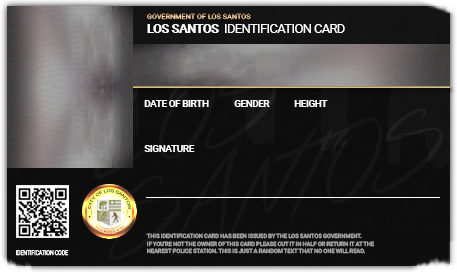 GOVERNMENT OF LOS SANTOS
LOS SANTOS IDENTIFICATION CARD
DATE OF BIRTH GENDER HEIGHT
SIGNATURE
CITY OF LOS SANTOS
IDENTIFICATION CODE
THIS IDENTIFICATION CARD HAS BEEN ISSUED BY THE LOS SANTOS GOVERNMENT.
IF YOU'RE NOT THE OWNER OF THIS CARD PLEASE CUT IT IN HALF OR RETURN IT AT THE
NEAREST POLICE STATION. THIS IS JUST A RANDOM TEXT THAT NO ONE WILL READ.